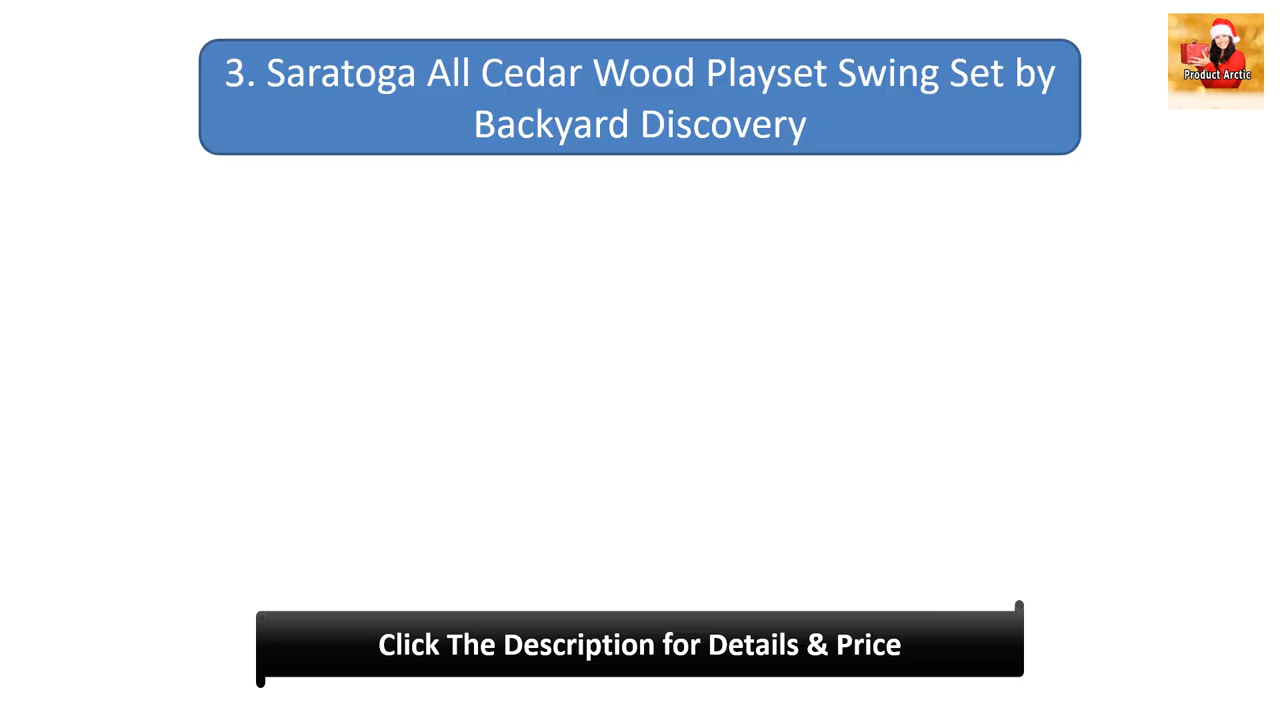 3. Saratoga All Cedar Wood Playset Swing Set by
Backyard Discovery
Product Arctic
Click The Description for Details & Price